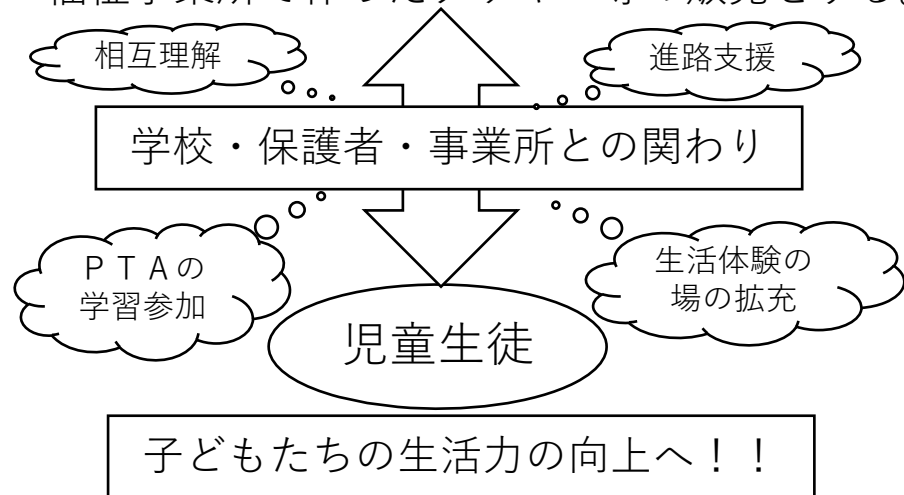 相互理解
進路支援
学校・保護者・事業所との関わり
ＰＴＡの
学習参加
生活体験の
場の拡充
児童生徒
子どもたちの生活力の向上へ！！